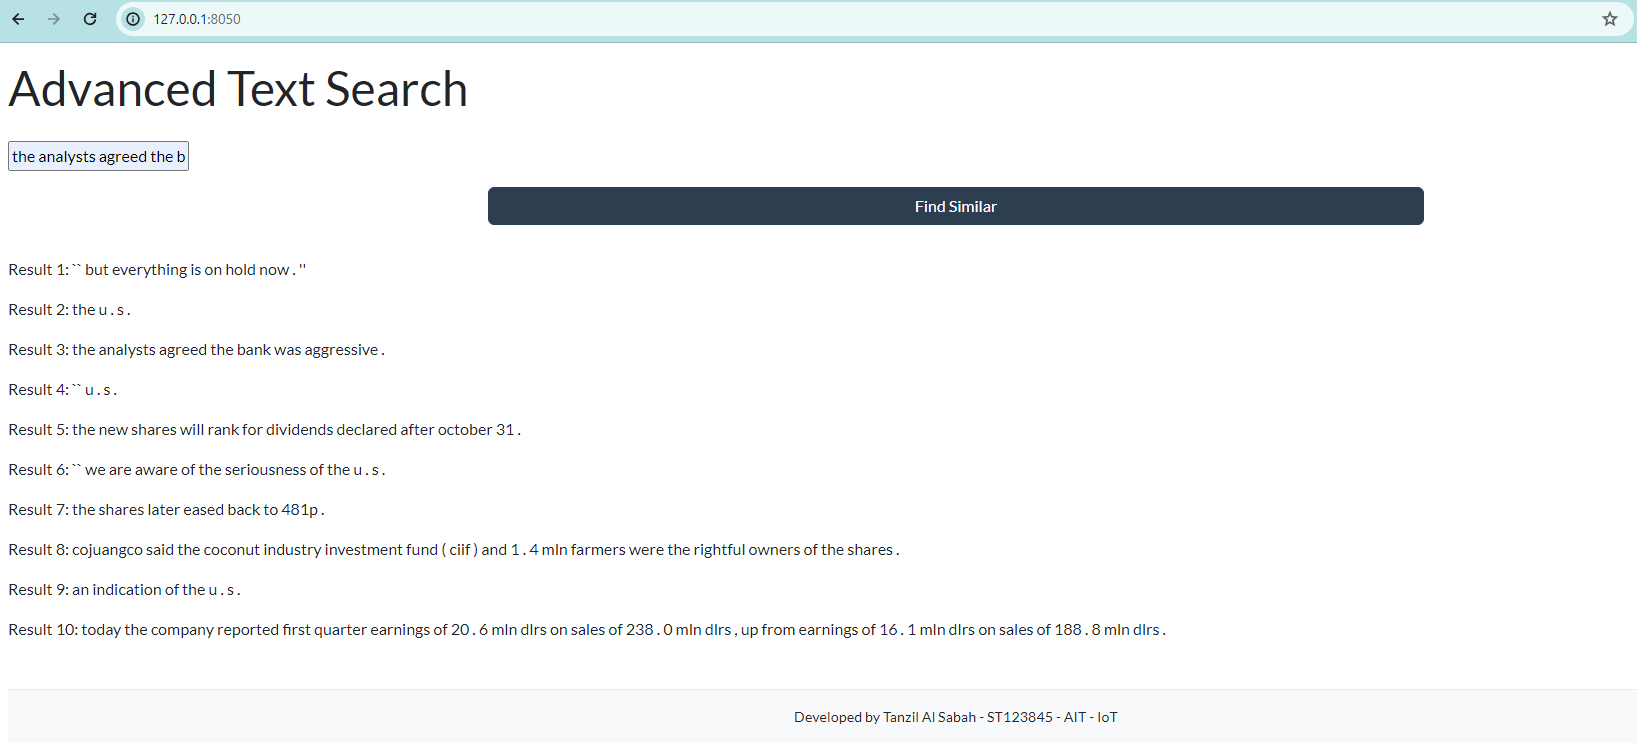 127.0.0.1:8050
Advanced Text Search
the analysts agreed the b
Find Similar
Result 1: `` but everything is on hold now . ''
Result 2: the u . s .
Result 3: the analysts agreed the bank was aggressive .
Result 4: `` u . s .
Result 5: the new shares will rank for dividends declared after october 31 .
Result 6: `` we are aware of the seriousness of the u . s .
Result 7: the shares later eased back to 481p .
Result 8: cojuangco said the coconut industry investment fund ( ciif ) and 1 . 4 mln farmers were the rightful owners of the shares .
Result 9: an indication of the u . s .
Result 10: today the company reported first quarter earnings of 20 . 6 mln dlrs on sales of 238 . 0 mln dlrs , up from earnings of 16 . 1 mln dlrs on sales of 188 . 8 mln dlrs .
Developed by Tanzil Al Sabah - ST123845 - AIT - IoT